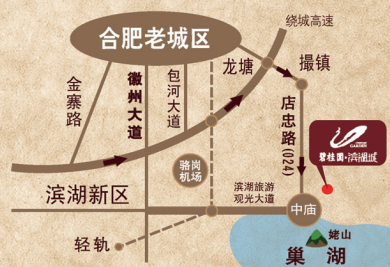 合肥老城区
绕城高速
龙塘
撮镇
金寨路
徽州大道
包河大道
店忠路(024)
碧桂园·滨湖城
骆岗
机场
滨湖新区
滨湖旅游
观光大道
中庙
轻轨
姥山
巢湖